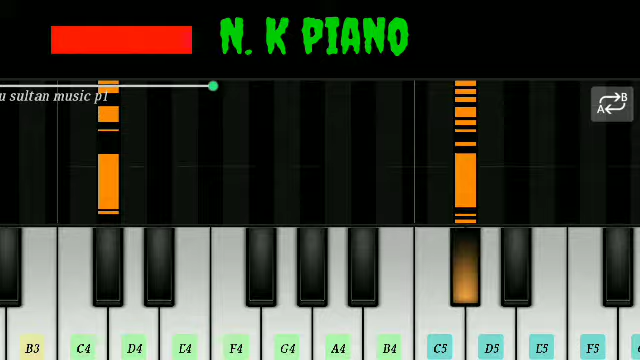 N. K PIANO
u sultan music p1
A B
B3 C4 D4 E4 F4 G4 A4 B4 C5 D5 E5 F5